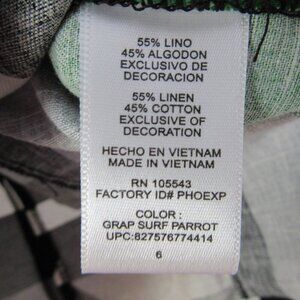 55% LINO
45% ALGODON
EXCLUSIVO DE
DECORACION
55% LINEN
45% COTTON
EXCLUSIVE OF
DECORATION
HECHO EN VIETNAM
MADE IN VIETNAM
RN 105543
FACTORY ID# PHOEXP
COLOR :
GRAP SURF PARROT
UPC:827576774414
6